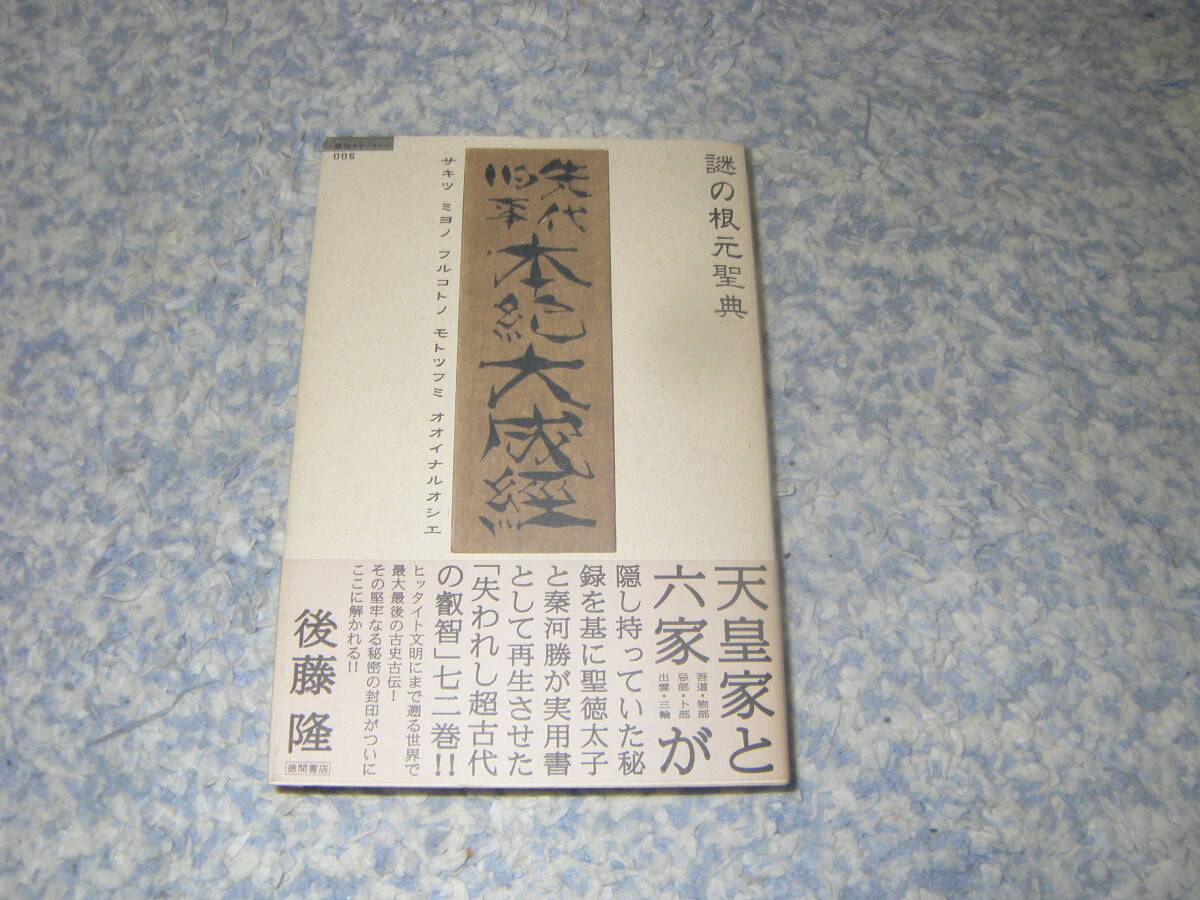 謎の根元聖典
先代
旧事
本紀大成経
サキツ ミヨノ フルコトノ モトツフミ オオイナルオシエ
006
天皇家と
六家が
吾道・物部
忌部・卜部
出雲・三輪
隠し持っていた秘
録を基に聖徳太子
と秦河勝が実用書
として再生させた
「失われし超古代
の叡智」七二巻!!
ヒッタイト文明にまで遡る世界で
最大最後の古史古伝!
その堅牢なる秘密の封印がついに
ここに解かれる!!
後藤隆
徳間書店